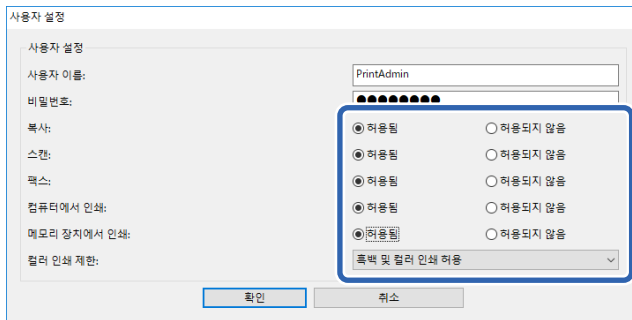 사용자 설정
사용자 설정
사용자 이름: PrintAdmin
비밀번호: ●●●●●●●●
복사: 허용됨 허용되지 않음
스캔: 허용됨 허용되지 않음
팩스: 허용됨 허용되지 않음
컴퓨터에서 인쇄: 허용됨 허용되지 않음
메모리 장치에서 인쇄: 허용됨 허용되지 않음
컬러 인쇄 제한: 흑백 및 컬러 인쇄 허용
확인 취소